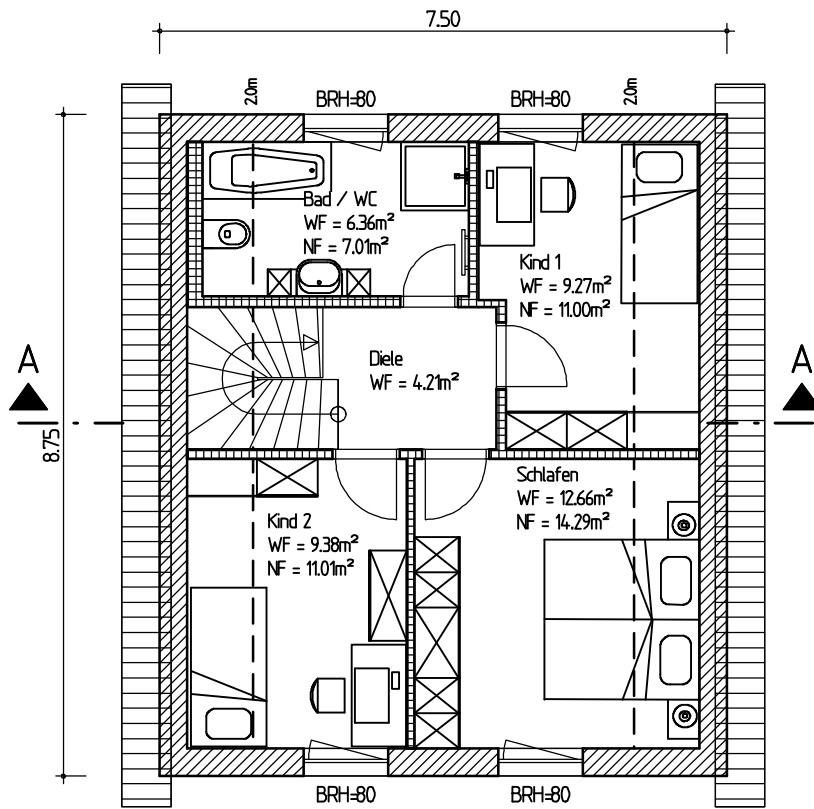 7.50
2.0m
2.0m
BRH=80
BRH=80
Bad / WC
WF = 6.36m²
NF = 7.01m²
Kind 1
WF = 9.27m²
NF = 11.00m²
Diele
WF = 4.21m²
A
A
8.75
Schlafen
WF = 12.66m²
NF = 14.29m²
Kind 2
WF = 9.38m²
NF = 11.01m²
BRH=80
BRH=80